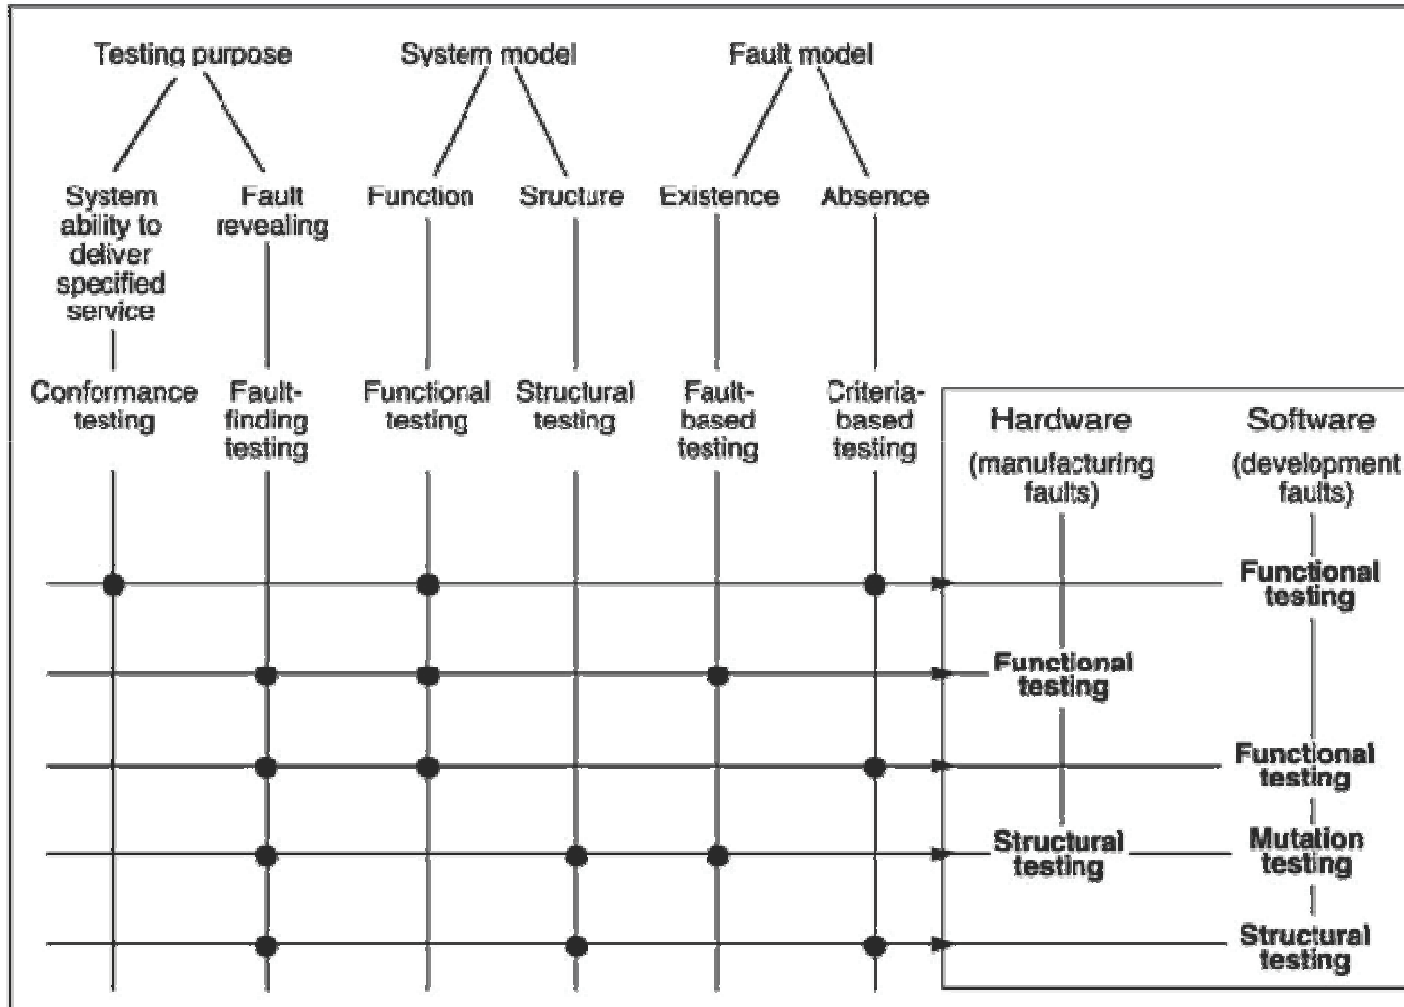 Testing purpose
System model
Fault model
System
ability to
deliver
specified
service
Fault
revealing
Function
Sructure
Existence
Absence
Conformance
testing
Fault-
finding
testing
Functional
testing
Structural
testing
Fault-
based
testing
Criteria-
based
testing
Hardware
(manufacturing
faults)
Software
(development
faults)
Functional
testing
Functional
testing
Functional
testing
Structural
testing
Mutation
testing
Structural
testing